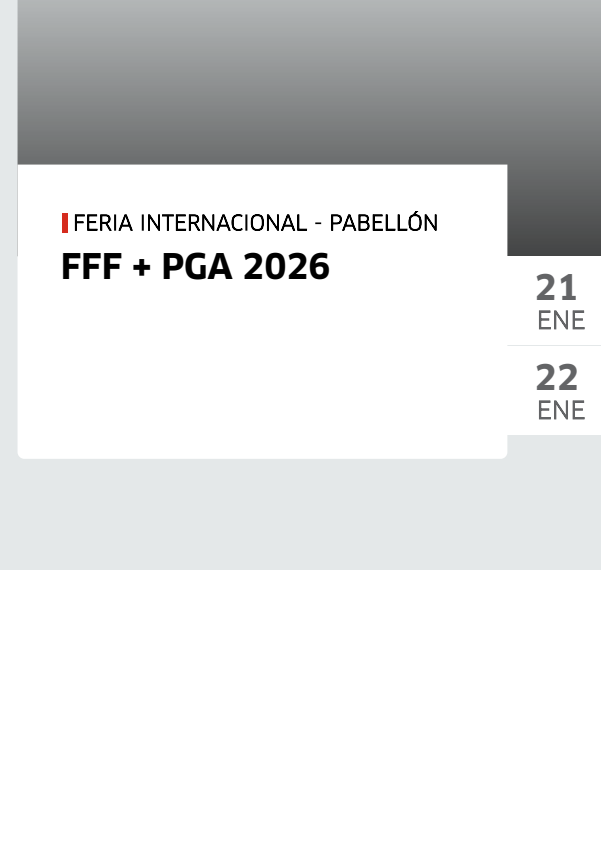 FERIA INTERNACIONAL - PABELLÓN
FFF + PGA 2026
21
ENE
22
ENE